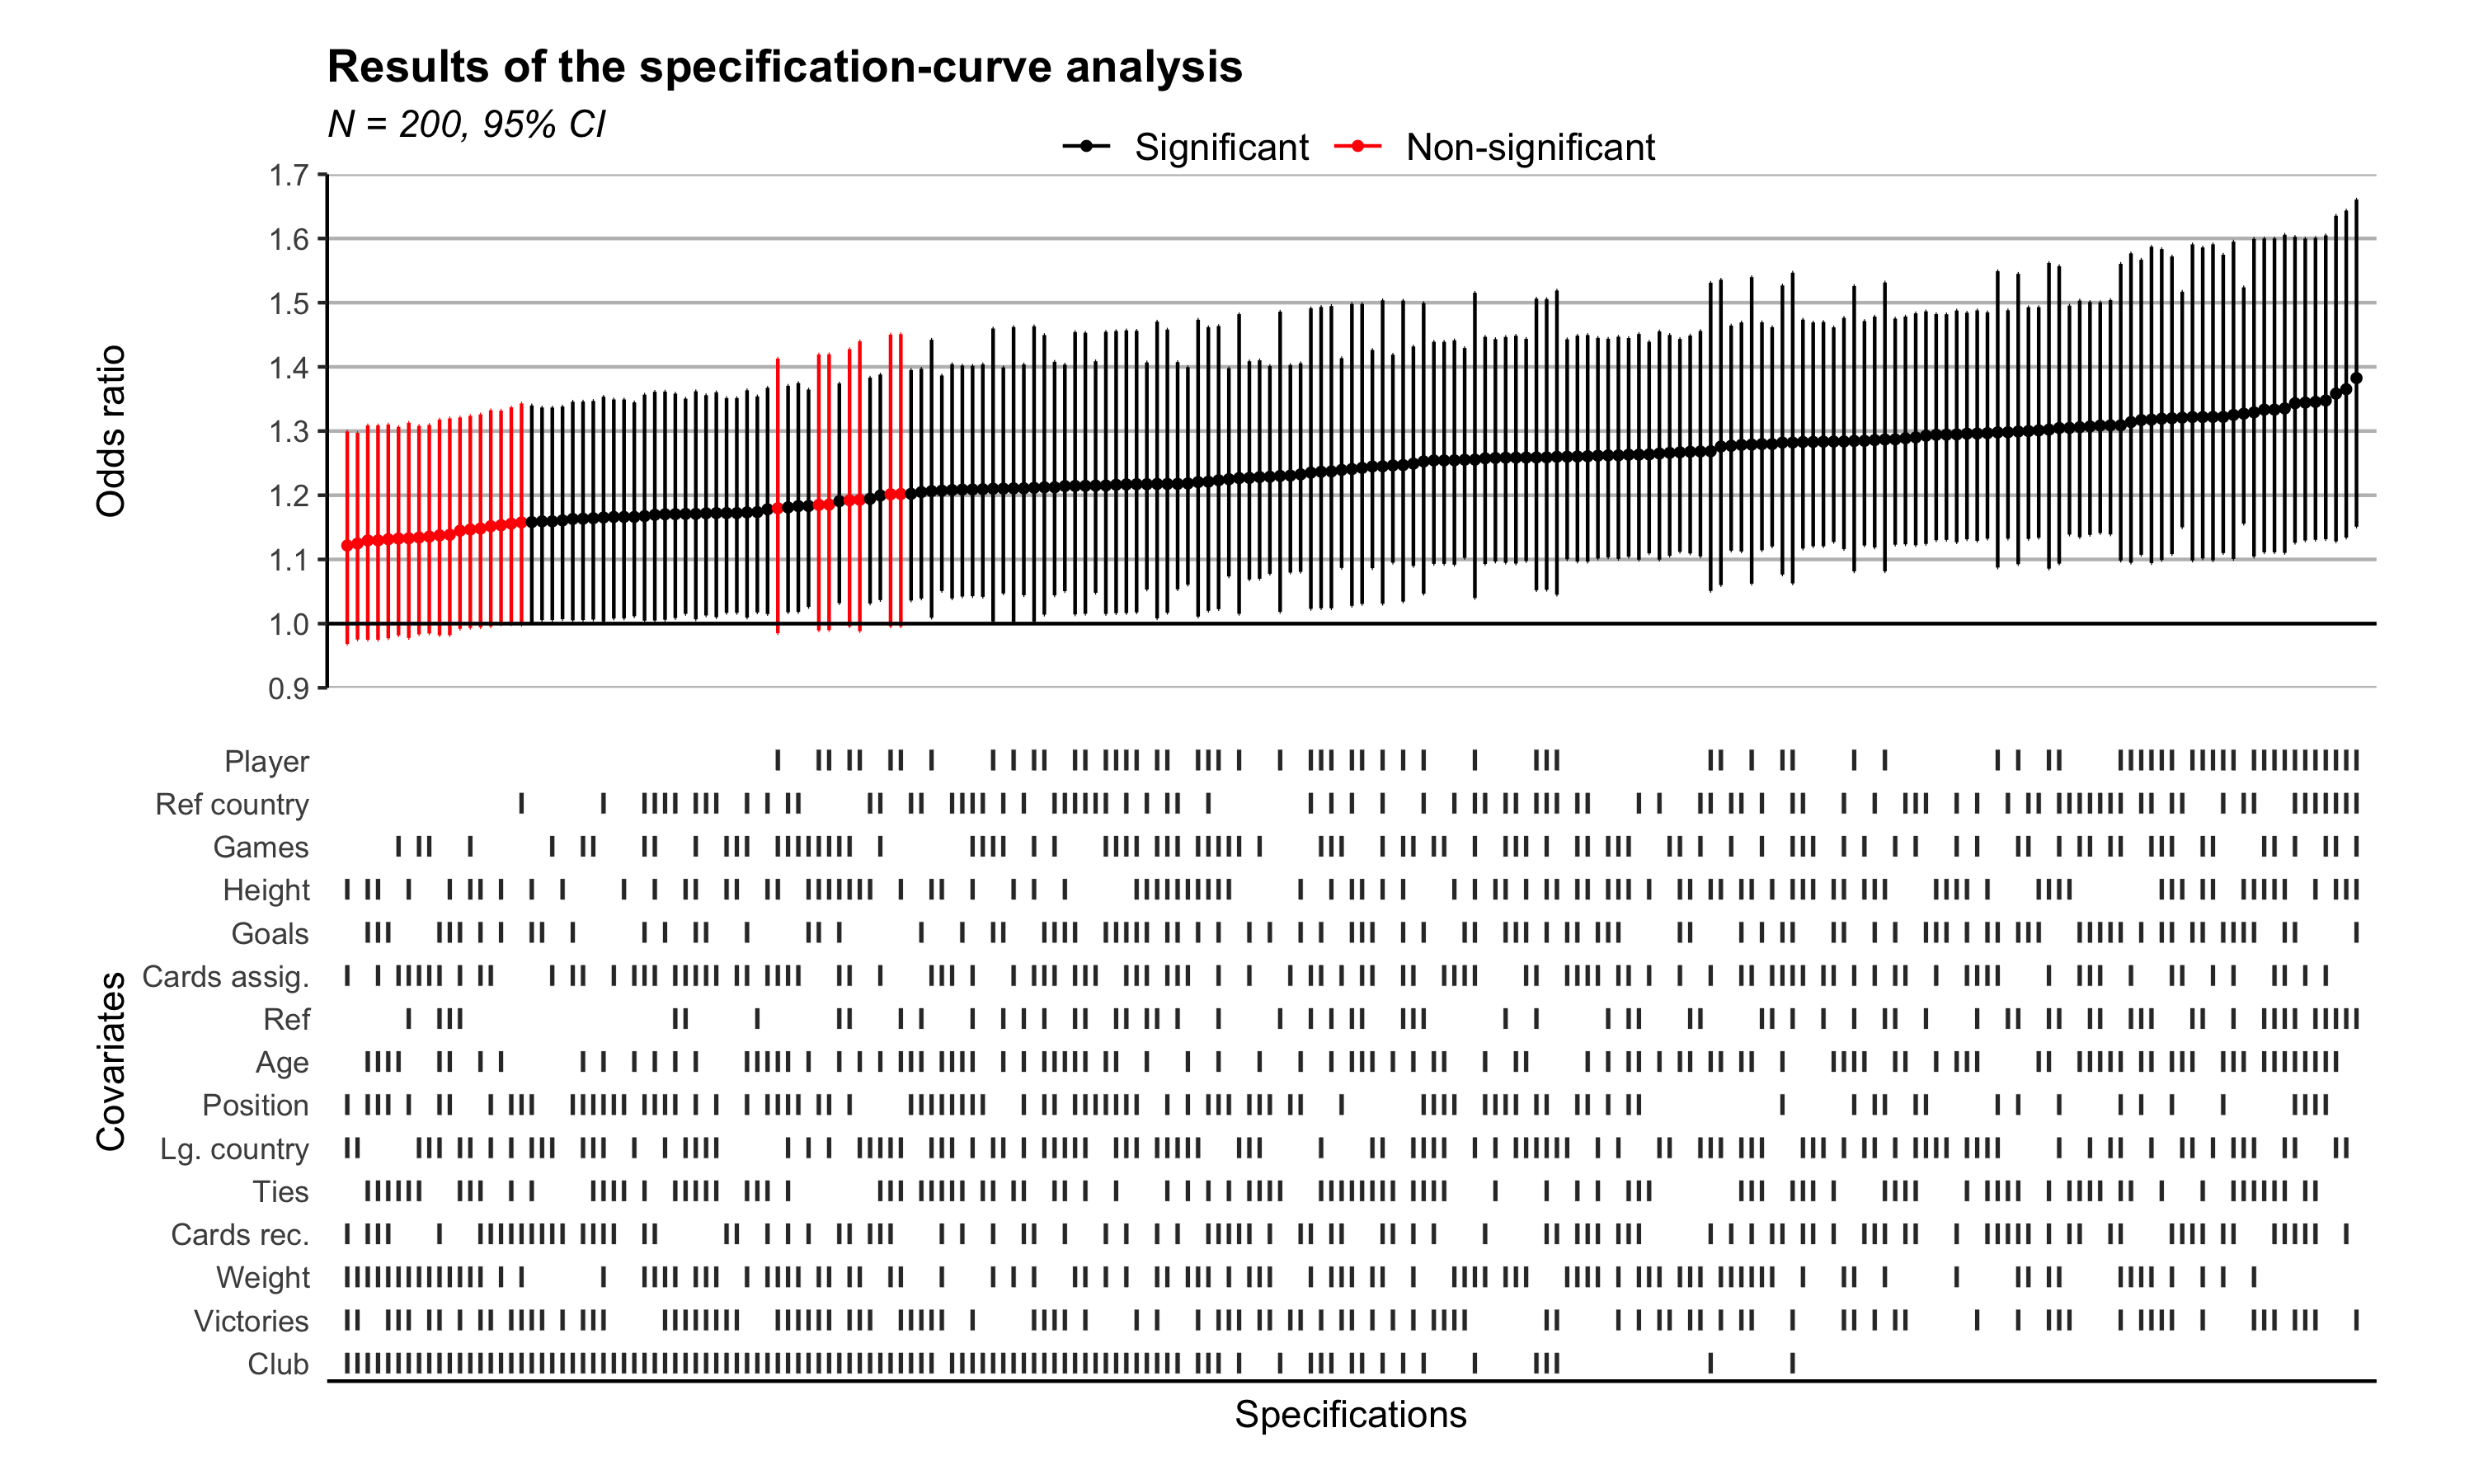 Results of the specification-curve analysis
N = 200, 95% CI
Significant Non-significant
1.7
1.6
1.5
1.4
1.3
1.2
1.1
1.0
0.9
Odds ratio
Player
Ref country
Games
Height
Goals
Cards assig.
Ref
Age
Position
Lg. country
Ties
Cards rec.
Weight
Victories
Club
Covariates
Specifications